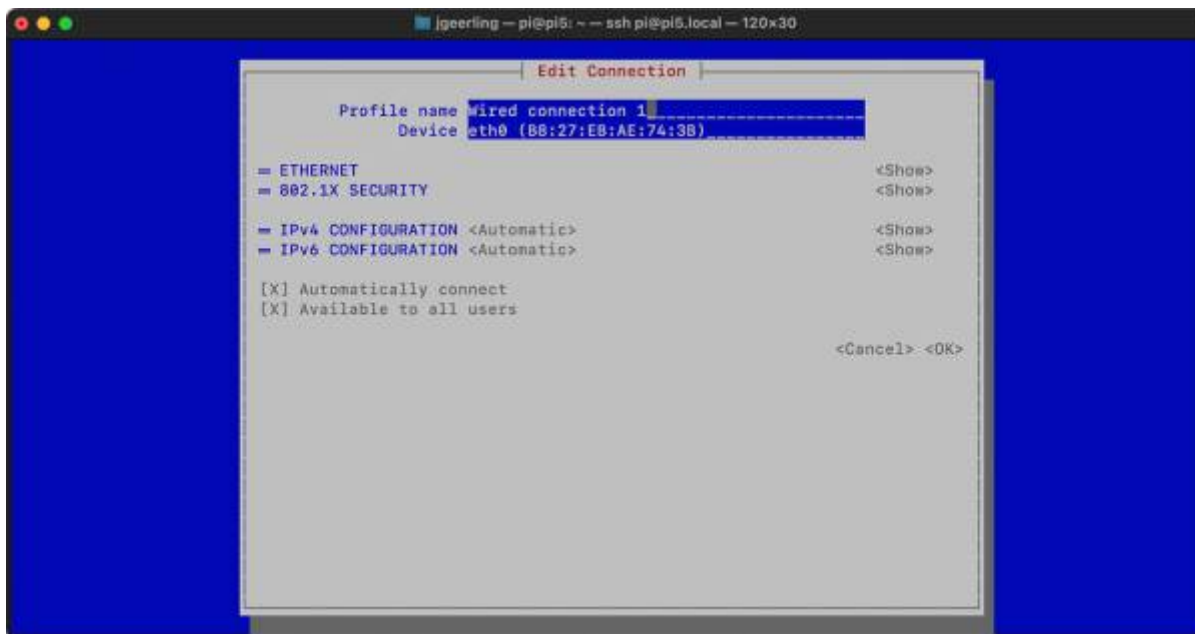 jgeerling — pi@pi5: ~ — ssh pi@pi5.local — 120×30
Edit Connection
Profile name Wired connection 1
Device eth0 (B8:27:EB:AE:74:3B)
= ETHERNET <Show>
= 802.1X SECURITY <Show>
= IPv4 CONFIGURATION <Automatic> <Show>
= IPv6 CONFIGURATION <Automatic> <Show>
[X] Automatically connect
[X] Available to all users
<Cancel> <OK>